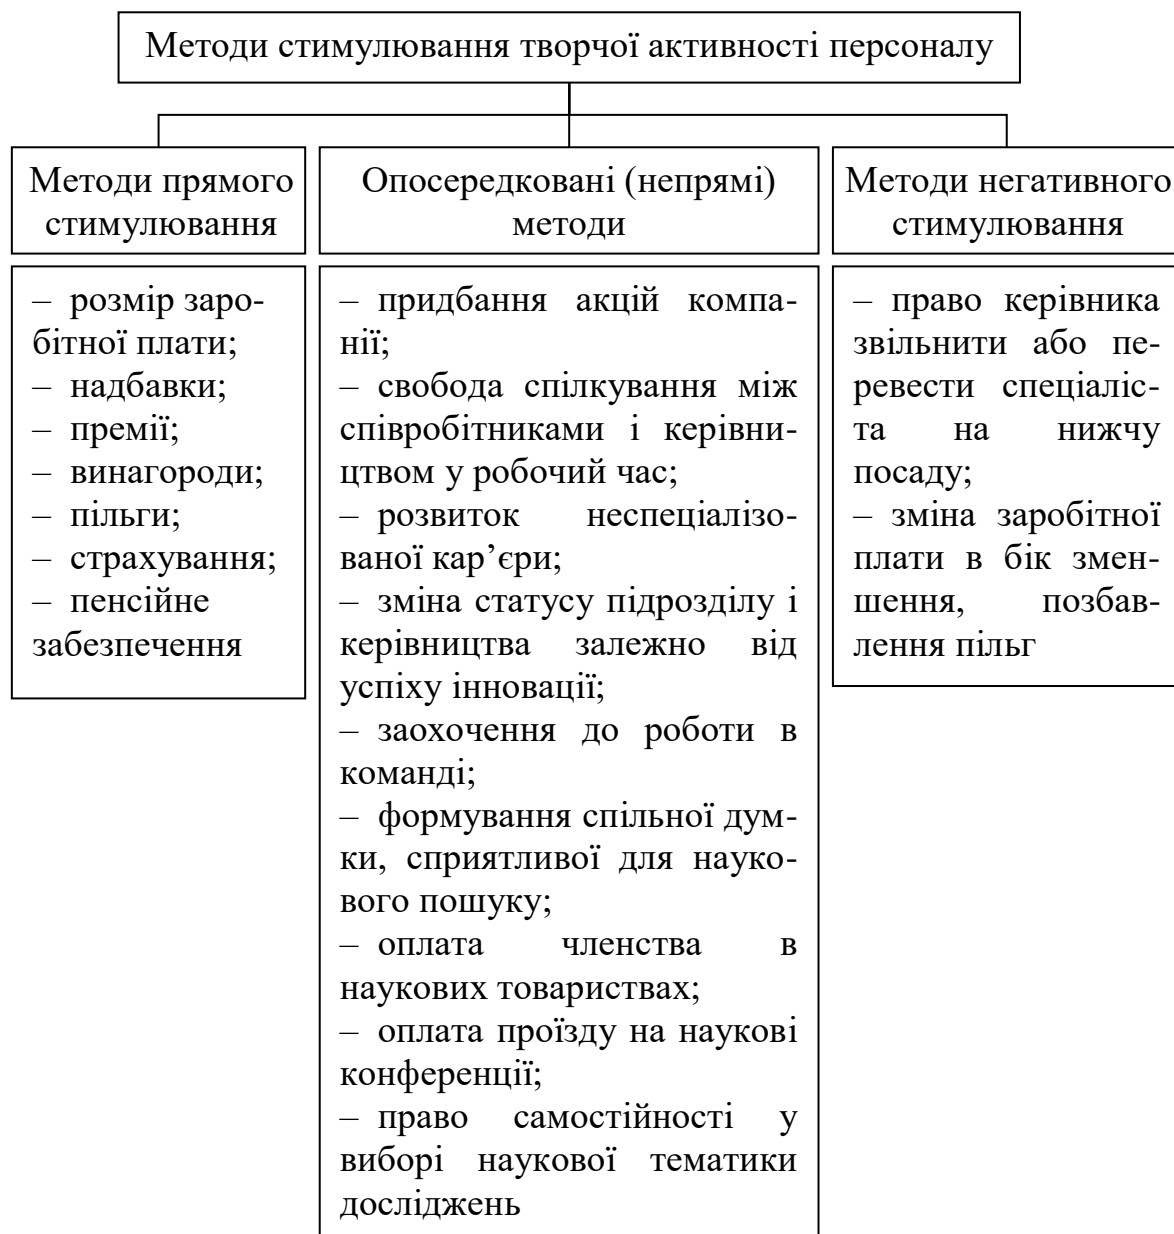 Методи стимулювання творчої активності персоналу
Методи прямого
стимулювання
Опосередковані (непрямі)
методи
Методи негативного
стимулювання
– розмір заро-
бітної плати;
– надбавки;
– премії;
– винагороди;
– пільги;
– страхування;
– пенсійне
забезпечення
– придбання акцій компа-
нії;
– свобода спілкування між
співробітниками і керівни-
цтвом у робочий час;
– розвиток неспеціалізо-
ваної кар’єри;
– зміна статусу підрозділу і
керівництва залежно від
успіху інновації;
– заохочення до роботи в
команді;
– формування спільної дум-
ки, сприятливої для науко-
вого пошуку;
– оплата членства в
наукових товариствах;
– оплата проїзду на наукові
конференції;
– право самостійності у
виборі наукової тематики
досліджень
– право керівника
звільнити або пе-
ревести спеціаліс-
та на нижчу
посаду;
– зміна заробітної
плати в бік змен-
шення, позбав-
лення пільг